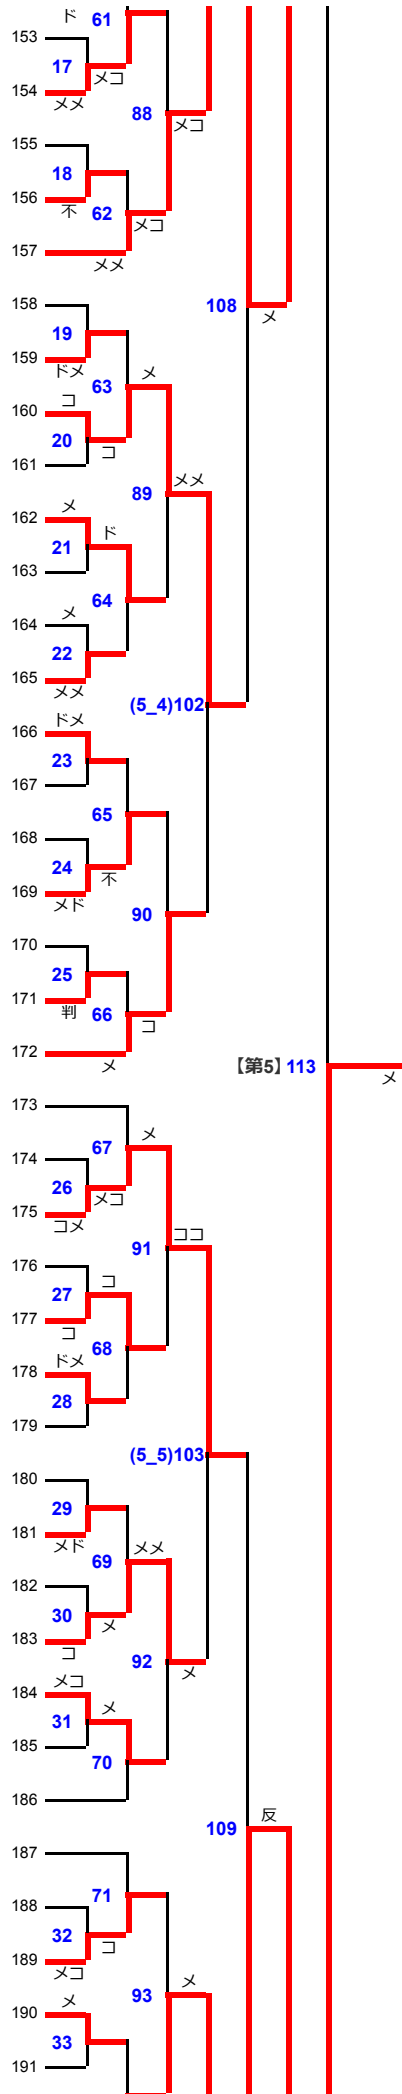 ド 61
153
17
メコ
154
メメ
88
メコ
155
18
156
不
62
メコ
157
メメ
158
108
メ
19
159
ドメ
63
メ
160
コ
20
コ
161
89
メメ
162
メ
21
ド
163
64
164
メ
22
165
メメ
(5_4)102
166
ドメ
23
167
65
168
24
不
169
メド
90
170
25
171
判
66
コ
172
メ
【第5】113
メ
173
67
メ
174
26
メコ
175
コメ
91
ココ
176
27
コ
177
コ
68
178
ドメ
28
179
(5_5)103
180
29
181
メド
69
メメ
182
30
メ
183
コ
92
メ
184
メコ
31
メ
185
70
186
109
反
187
71
188
32
コ
189
メコ
93
メ
190
メ
33
191